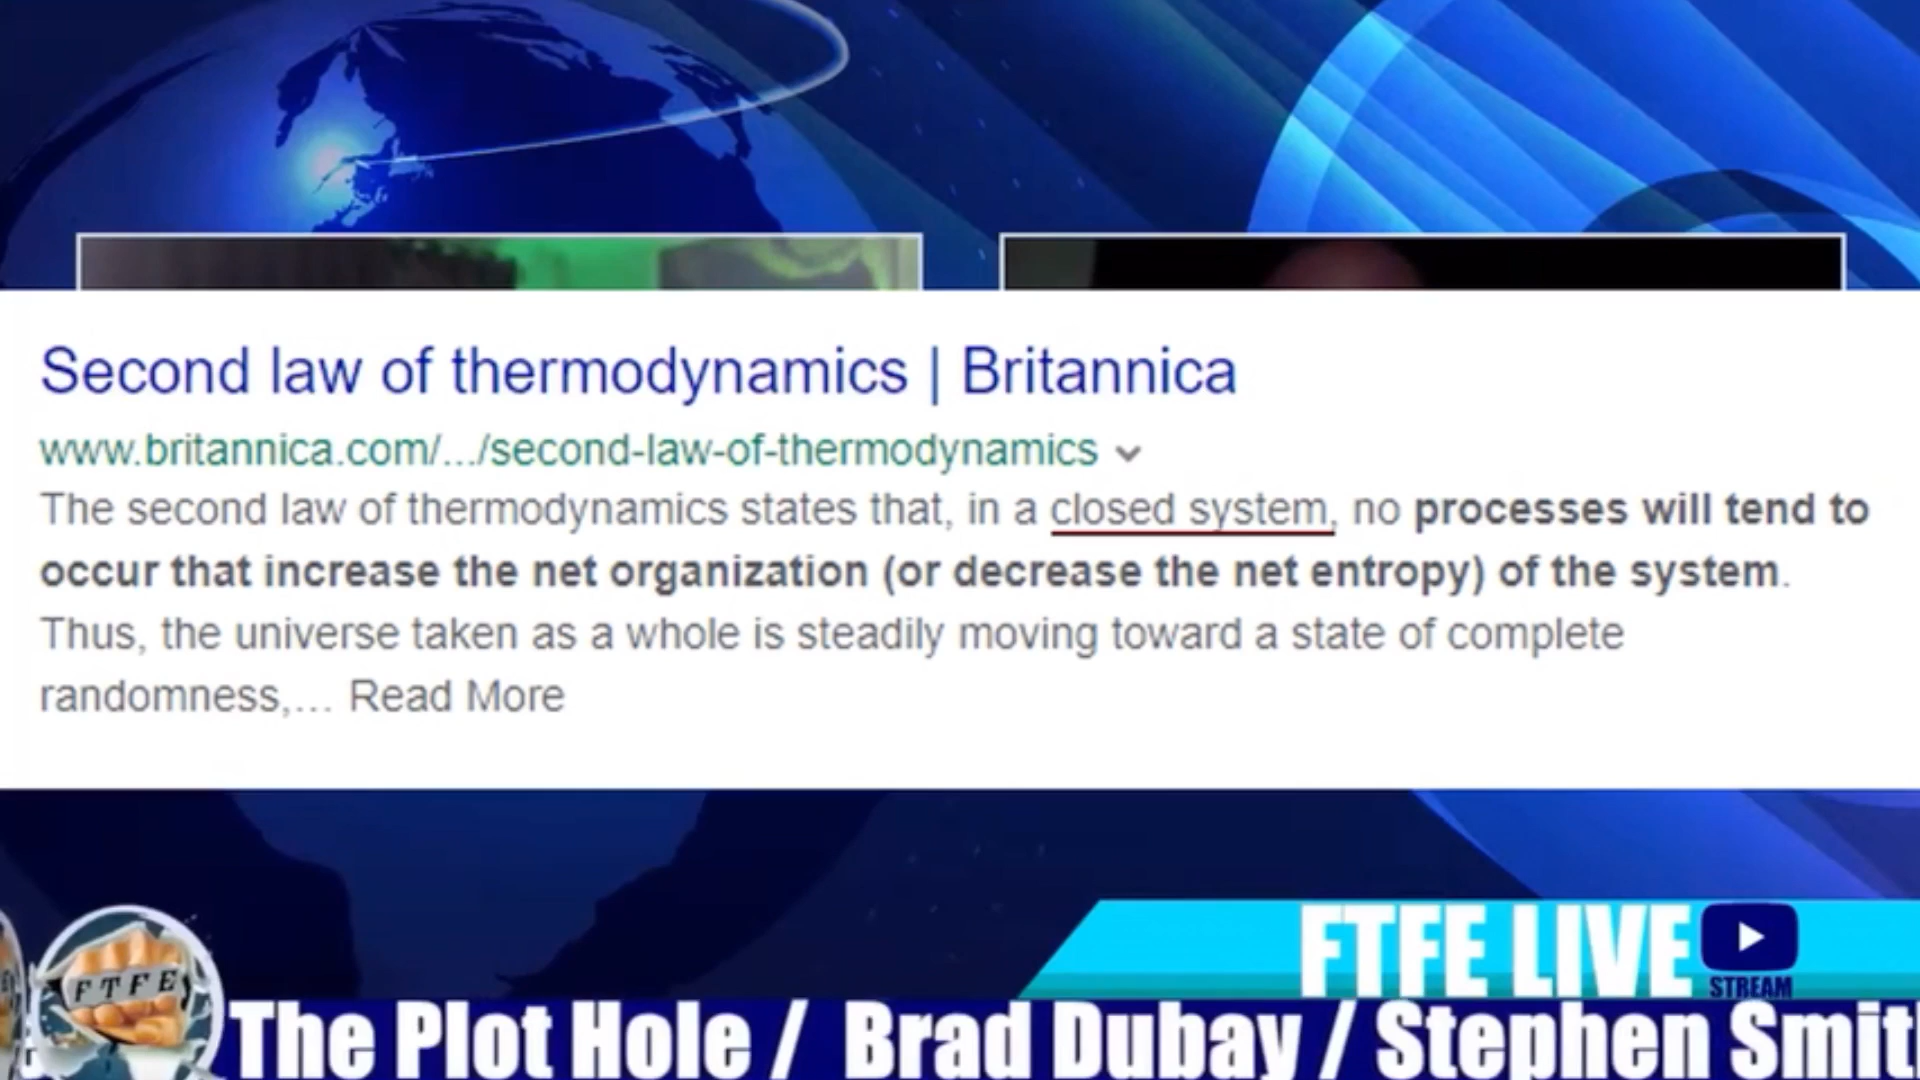 Second law of thermodynamics | Britannica
www.britannica.com/.../second-law-of-thermodynamics
The second law of thermodynamics states that, in a closed system, no processes will tend to
occur that increase the net organization (or decrease the net entropy) of the system.
Thus, the universe taken as a whole is steadily moving toward a state of complete
randomness,... Read More
FTFE LIVE
STREAM
FTFE
The Plot Hole / Brad Dubay / Stephen Smit